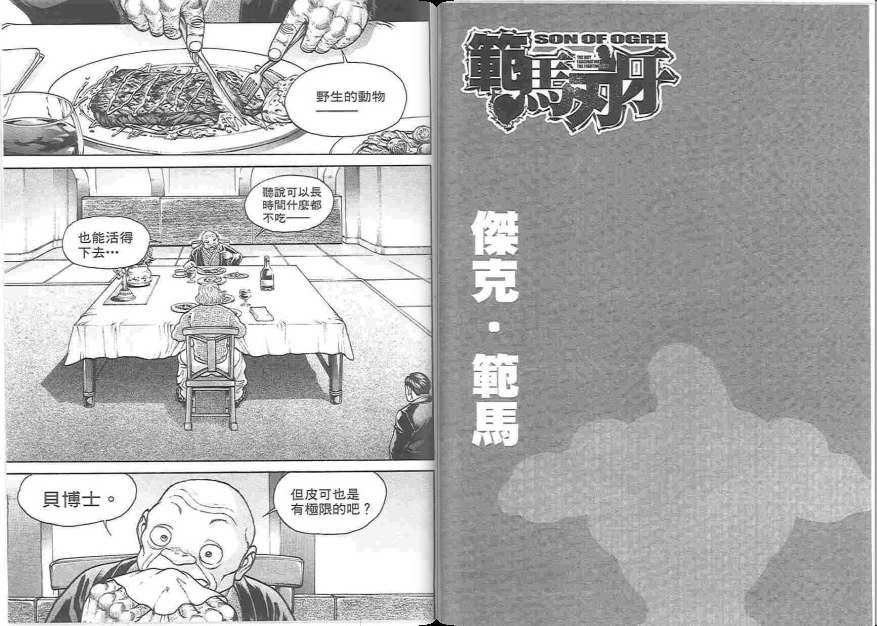 範馬刃牙
SON OF OGRE
傑克・範馬
野生的動物
——
聽說可以長
時間什麼都
不吃——
也能活得
下去…
但皮可也是
有極限的吧？
貝博士。